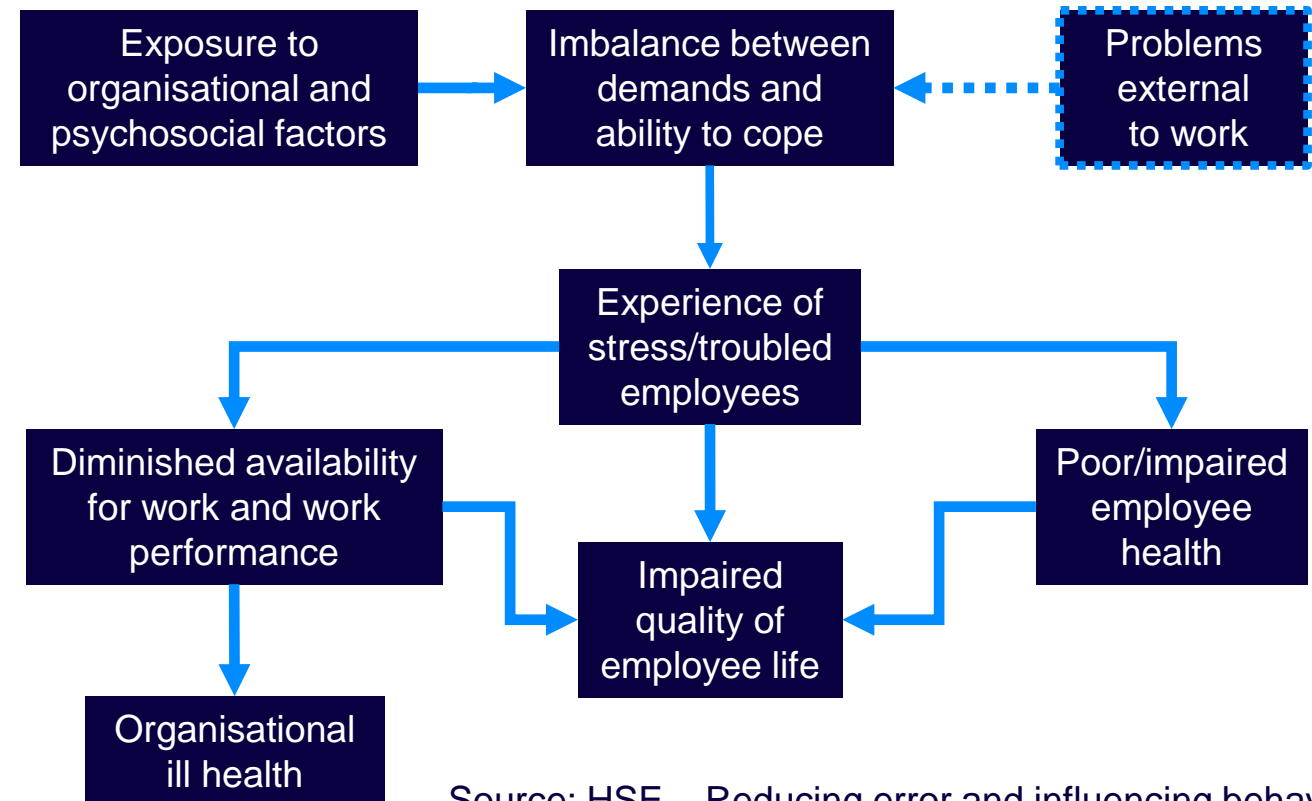 Exposure to
organisational and
psychosocial factors
Imbalance between
demands and
ability to cope
Problems
external
to work
Experience of
stress/troubled
employees
Diminished availability
for work and work
performance
Poor/impaired
employee
health
Impaired
quality of
employee life
Organisational
ill health
Source: HSE – Reducing error and influencing